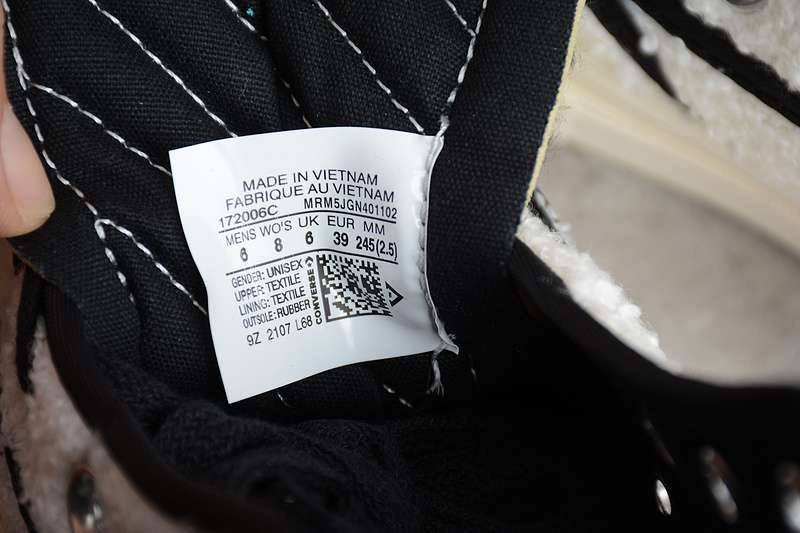 MADE IN VIETNAM
FABRIQUE AU VIETNAM
172006C MRM5JGN401102
MENS WO'S UK EUR MM
6 8 6 39 245(2.5)
GENDER: UNISEX
UPPER: TEXTILE
LINING: TEXTILE
OUTSOLE: RUBBER
CONVERSE
9Z 2107 L68